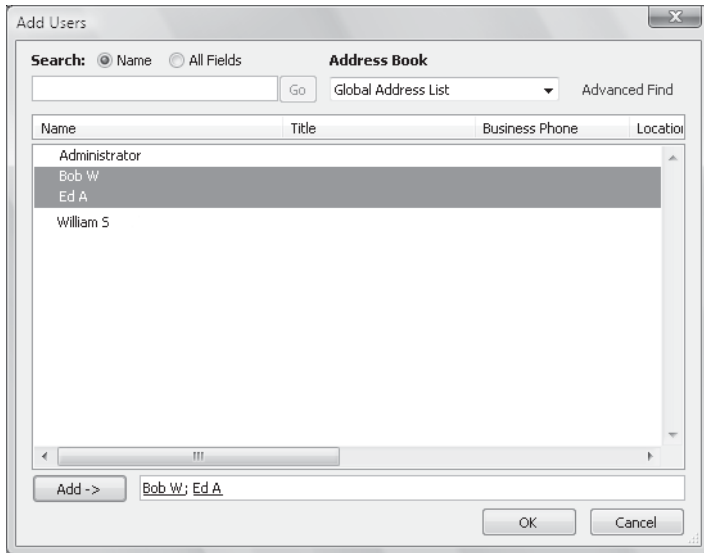 Add Users
Search: Name All Fields Address Book
Go Global Address List Advanced Find
Name Title Business Phone Location
Administrator
Bob W
Ed A
William S
Add -> Bob W; Ed A
OK Cancel